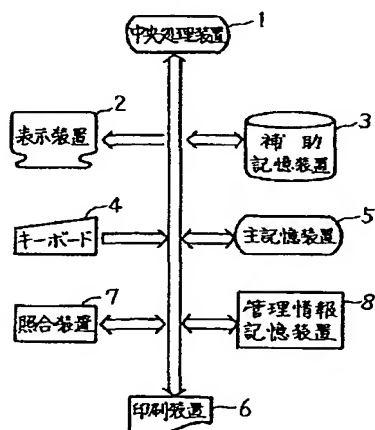 中央処理装置
1
2
表示装置
3
補助
記憶装置
4
キーボード
5
主記憶装置
7
照合装置
8
管理情報
記憶装置
印刷装置
6